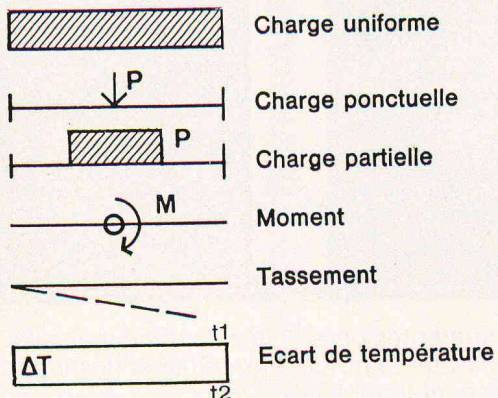 Charge uniforme
P
Charge ponctuelle
P
Charge partielle
M
Moment
Tassement
t1
ΔT
Ecart de température
t2